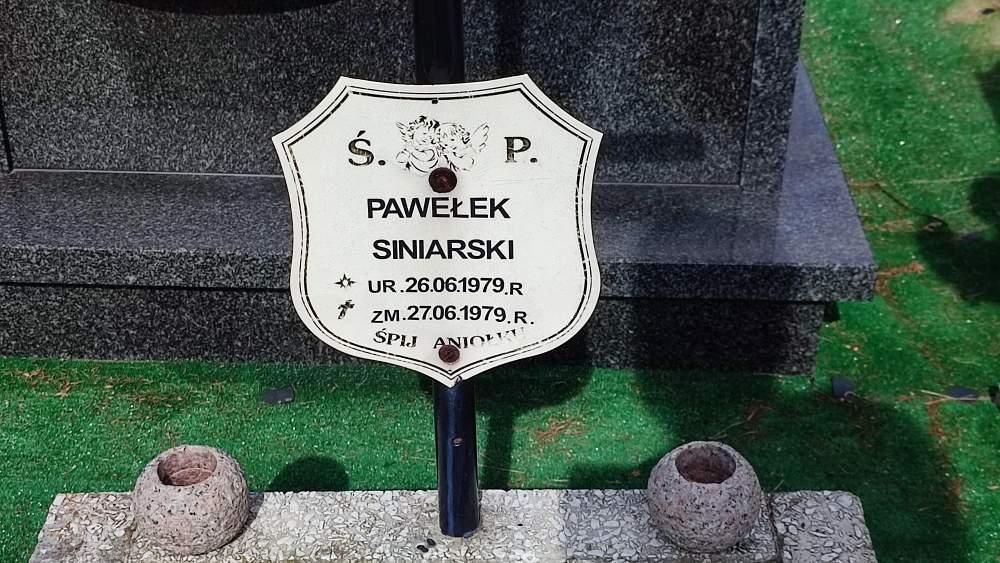 Ś. P.
PAWEŁEK
SINIARSKI
UR.26.06.1979.R
ZM.27.06.1979.R.
ŚPIJ ANIOŁKU